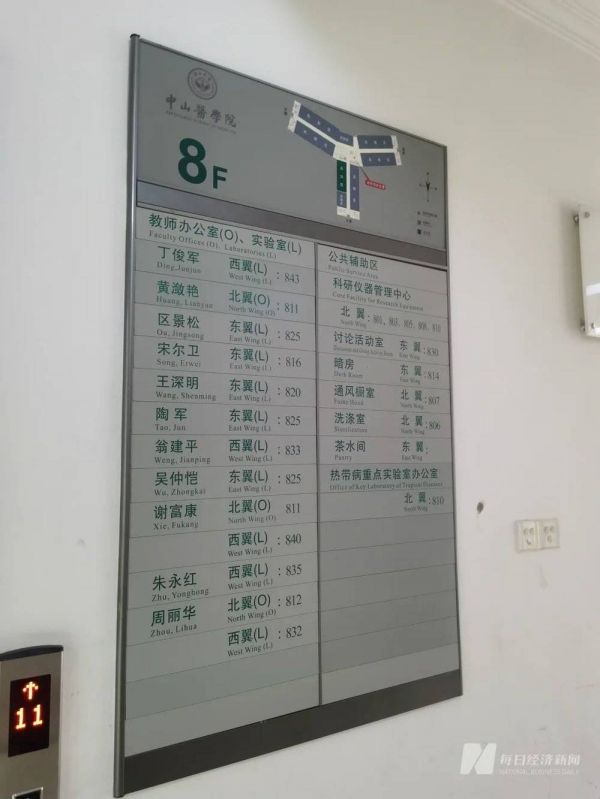 中山醫學院
8F
教师办公室(O)、实验室(L)
Faculty Offices (O), Laboratories (L)
丁俊军 西翼(L) : 843
Ding, Junjun West Wing (L)
黄潋艳 北翼(O) : 811
Huang, Lianyan North Wing (O)
区景松 东翼(L) : 825
Ou, Jingsong East Wing (L)
宋尔卫 东翼(L) : 816
Song, Erwei East Wing (L)
王深明 东翼(L) : 820
Wang, Shenming East Wing (L)
陶军 东翼(L) : 825
Tao, Jun East Wing (L)
翁建平 西翼(L) : 833
Weng, Jianping West Wing (L)
吴仲恺 东翼(L) : 825
Wu, Zhongkai East Wing (L)
谢富康 北翼(O) 811
Xie, Fukang North Wing (O)
西翼(L) : 840
West Wing (L)
朱永红 西翼(L) : 835
Zhu, Yonghong West Wing (L)
周丽华 北翼(O) : 812
Zhou, Lihua North Wing (O)
西翼(L) : 832
West Wing (L)
公共辅助区
Public Service Area
科研仪器管理中心
Core Facility for Research Equipment
北翼: 801, 803, 805, 808, 810
North Wing
讨论活动室 东翼: 830
East Wing
暗房 东翼: 814
Dark Room East Wing
通风橱室 北翼: 807
Fume Hood North Wing
洗涤室 北翼: 806
Sterilization North Wing
茶水间 东翼:
Pantry East Wing
热带病重点实验室办公室
Office of Key Laboratory of Tropical Diseases
北翼: 810
North Wing
11
每日经济新闻
NATIONAL BUSINESS DAILY